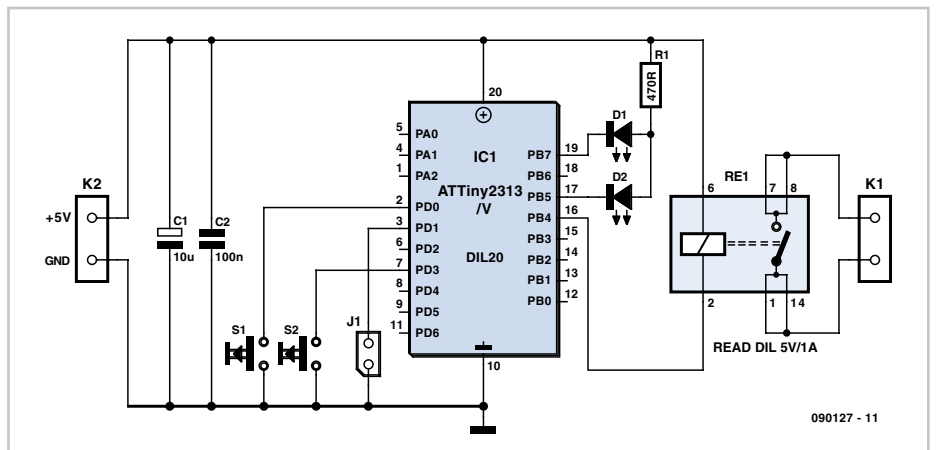 K2
+5V
GND
C1
10u
C2
100n
S1
S2
J1
5 PA0
4 PA1
1 PA2
2 PD0
3 PD1
6 PD2
7 PD3
8 PD4
9 PD5
11 PD6
20
IC1
ATTiny2313
/V
DIL20
10
PB7 19
PB6 18
PB5 17
PB4 16
PB3 15
PB2 14
PB1 13
PB0 12
D1
D2
R1
470R
RE1
6
7 8
2
1 14
READ DIL 5V/1A
K1
090127 - 11